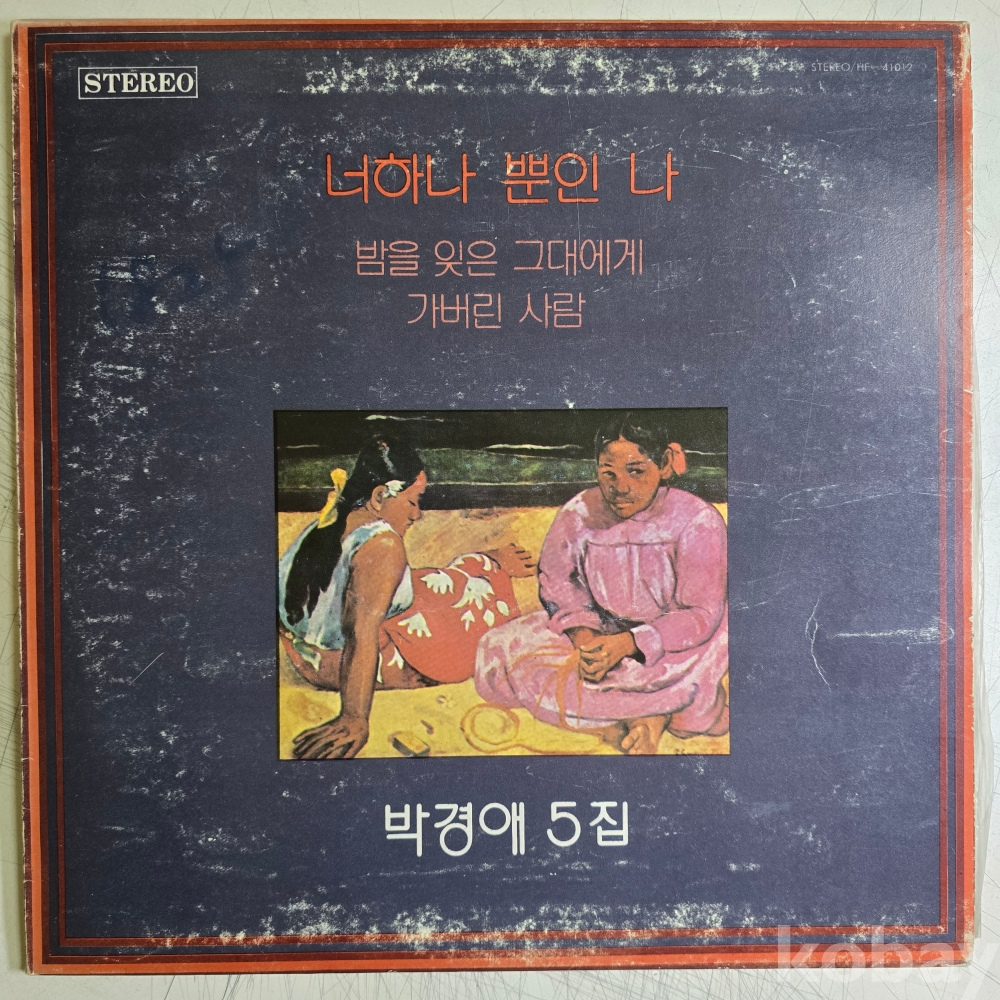 STEREO
STEREO/HF-41012
너하나 뿐인 나
밤을 잊은 그대에게
가버린 사람
박경애 5집
kobay